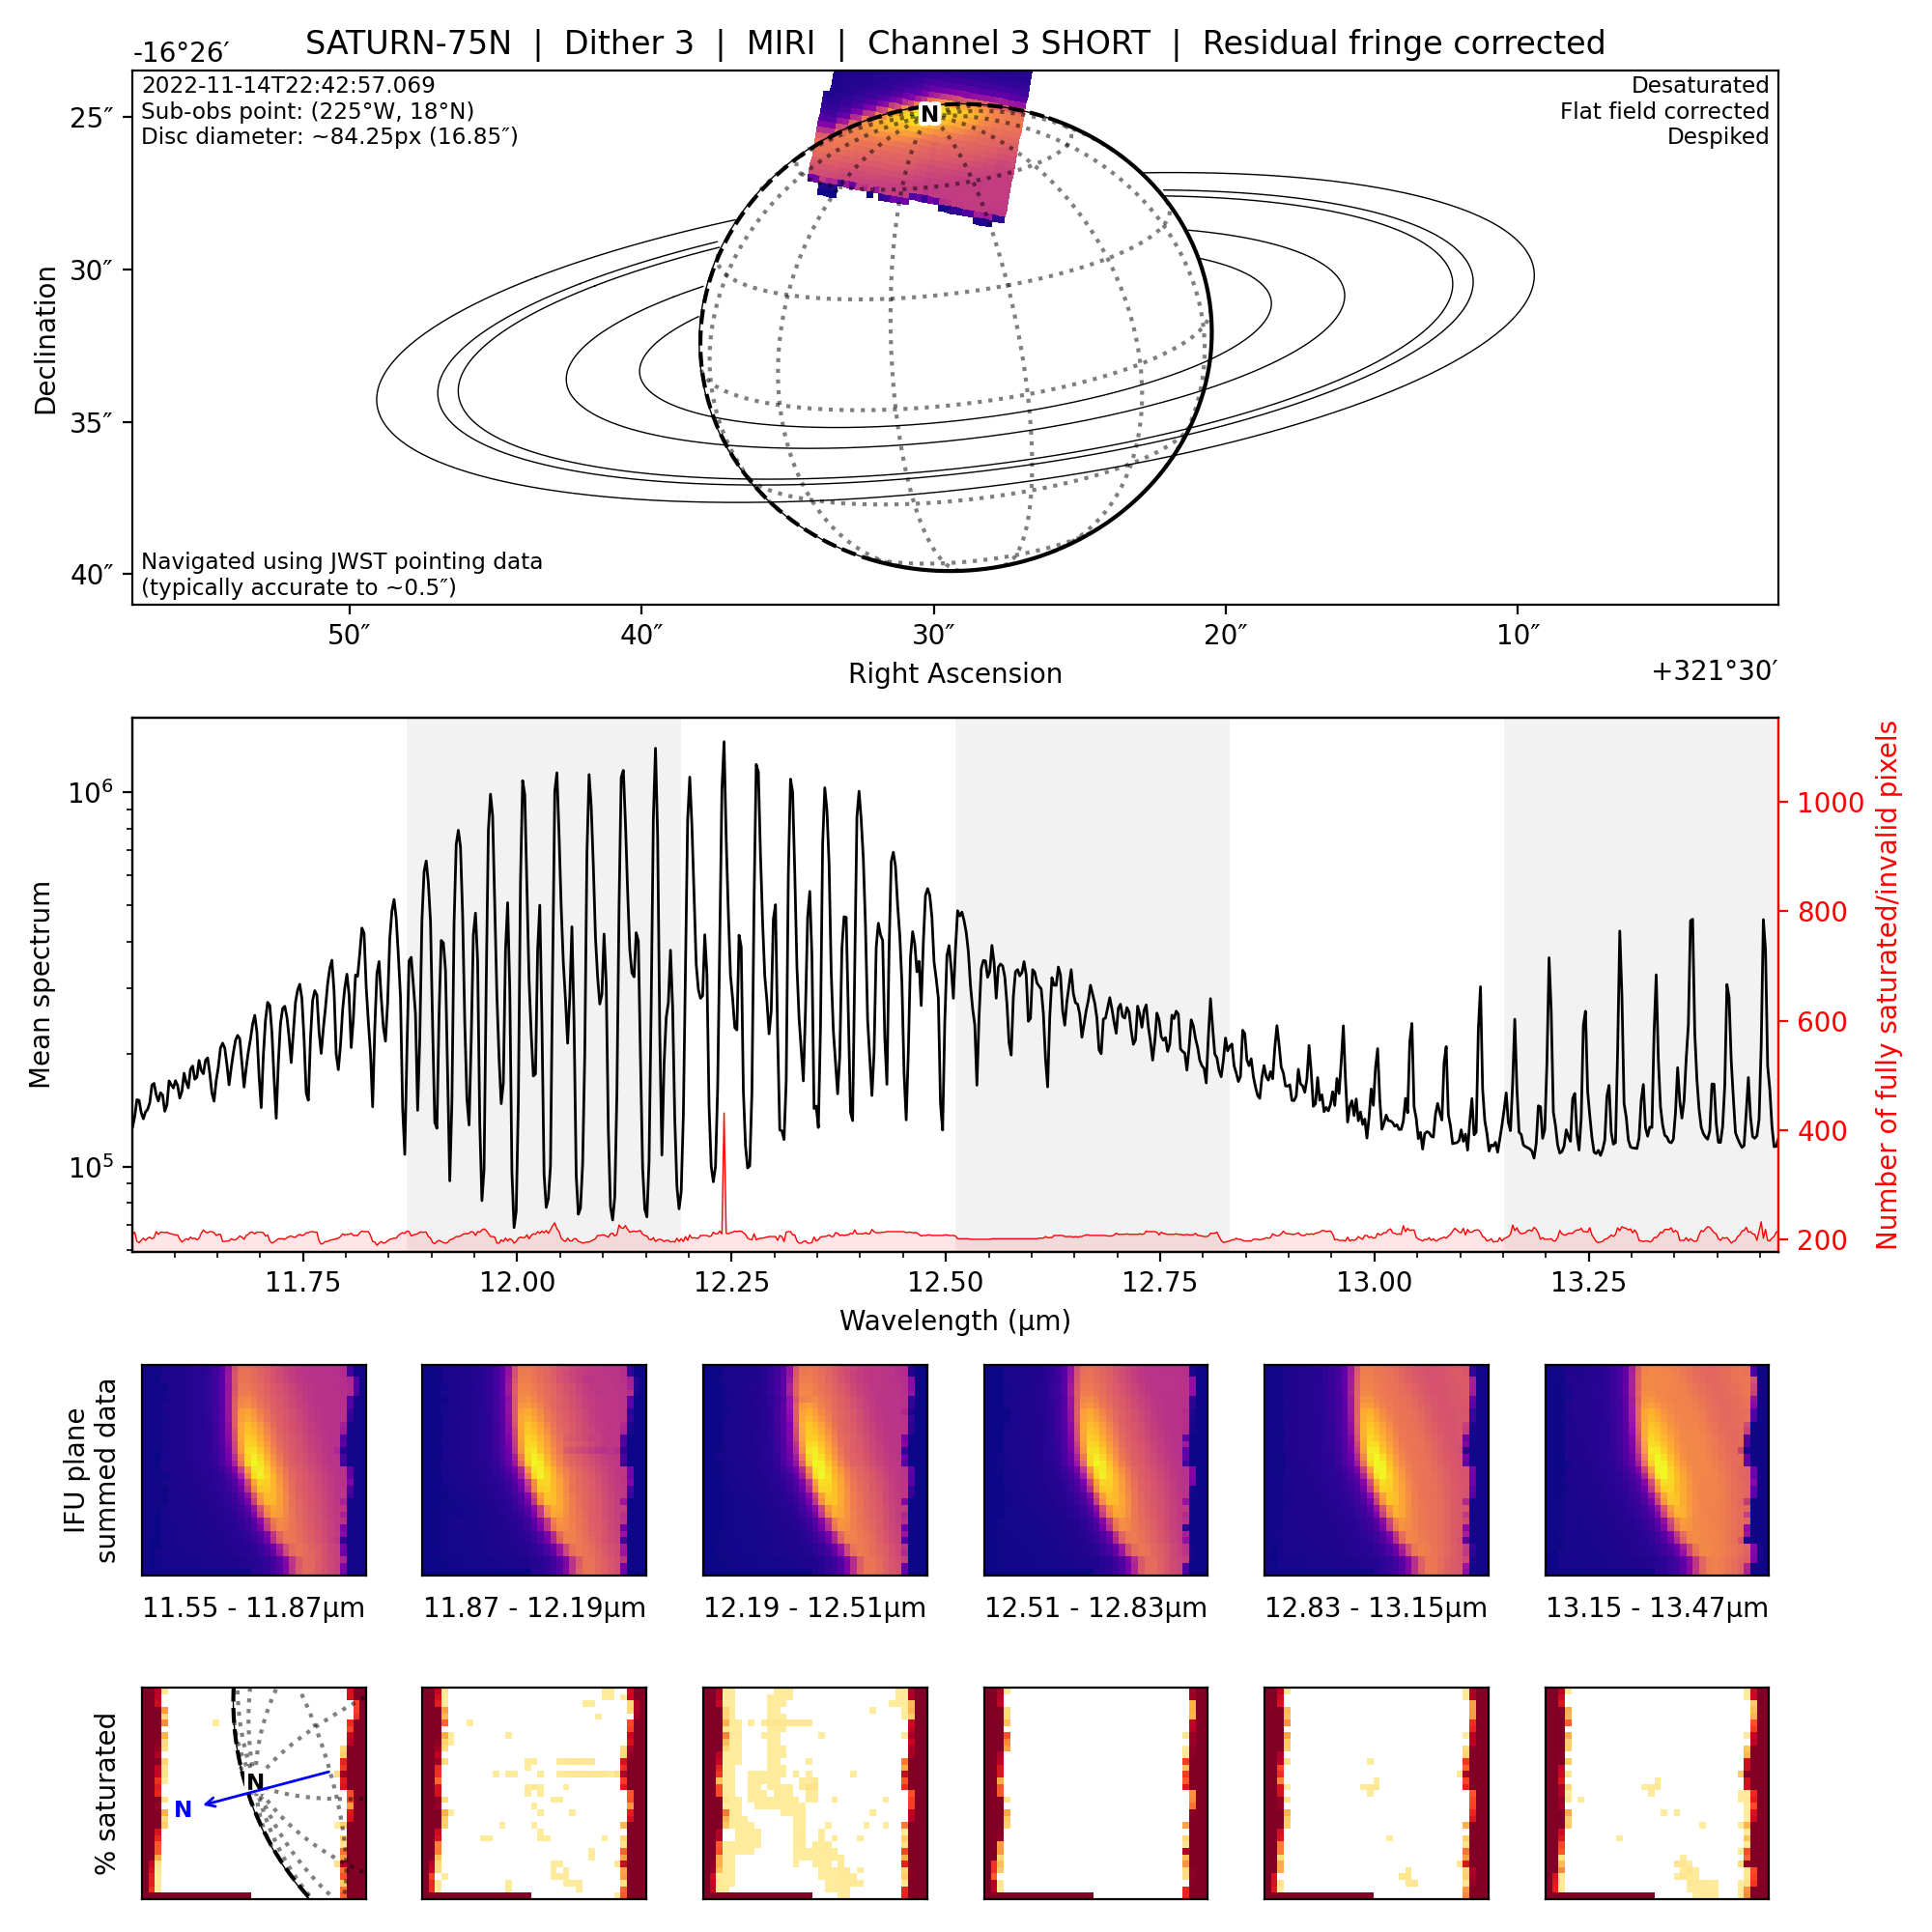 SATURN-75N | Dither 3 | MIRI | Channel 3 SHORT | Residual fringe corrected
-16°26′
2022-11-14T22:42:57.069
Sub-obs point: (225°W, 18°N)
Disc diameter: ~84.25px (16.85″)
Desaturated
Flat field corrected
Despiked
N
25″
30″
35″
40″
Declination
Navigated using JWST pointing data
(typically accurate to ~0.5″)
50″ 40″ 30″ 20″ 10″
Right Ascension
+321°30′
10⁶
10⁵
Mean spectrum
1000
800
600
400
200
Number of fully saturated/invalid pixels
11.75 12.00 12.25 12.50 12.75 13.00 13.25
Wavelength (µm)
IFU plane
summed data
11.55 - 11.87µm 11.87 - 12.19µm 12.19 - 12.51µm 12.51 - 12.83µm 12.83 - 13.15µm 13.15 - 13.47µm
% saturated
N
N